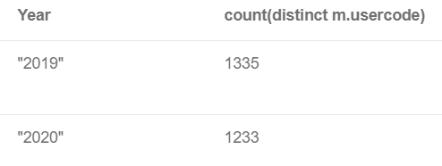 Year count(distinct m.usercode)
"2019" 1335
"2020" 1233